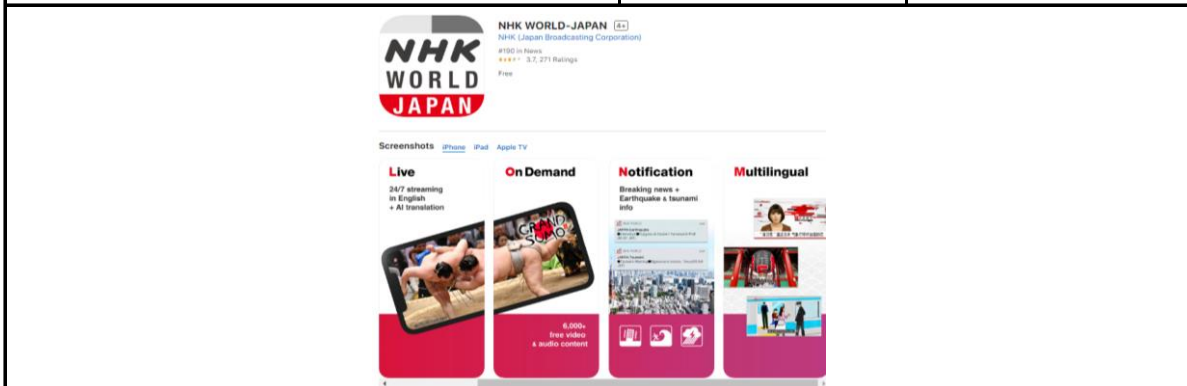 NHK
WORLD
JAPAN
NHK WORLD-JAPAN 4+
NHK (Japan Broadcasting Corporation)
#190 in News
3.7, 271 Ratings
Free
Screenshots iPhone iPad Apple TV
Live
24/7 streaming
in English
+ AI translation
On Demand
GRAND
SUMO
6,000+
free video
& audio content
Notification
Breaking news +
Earthquake & tsunami
info
Multilingual